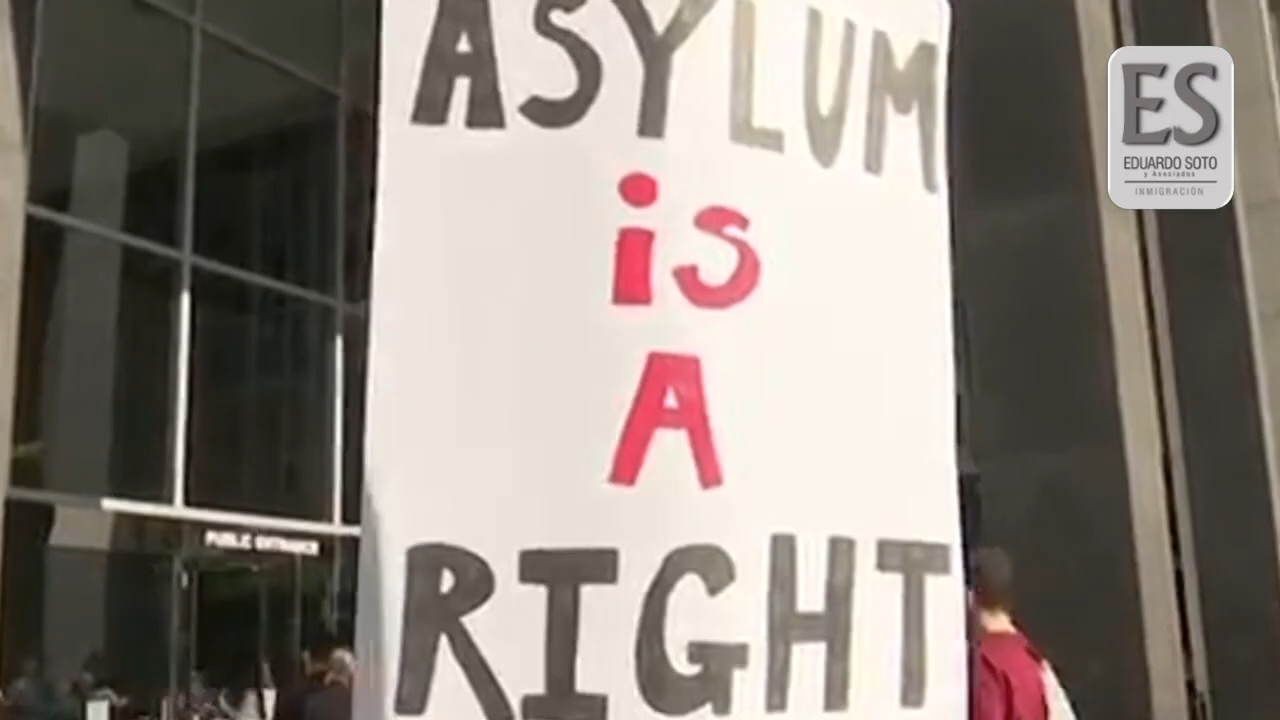 ASYLUM
is
A
RIGHT
PUBLIC ENTRANCE
ES
EDUARDO SOTO
y Asociados
INMIGRACIÓN